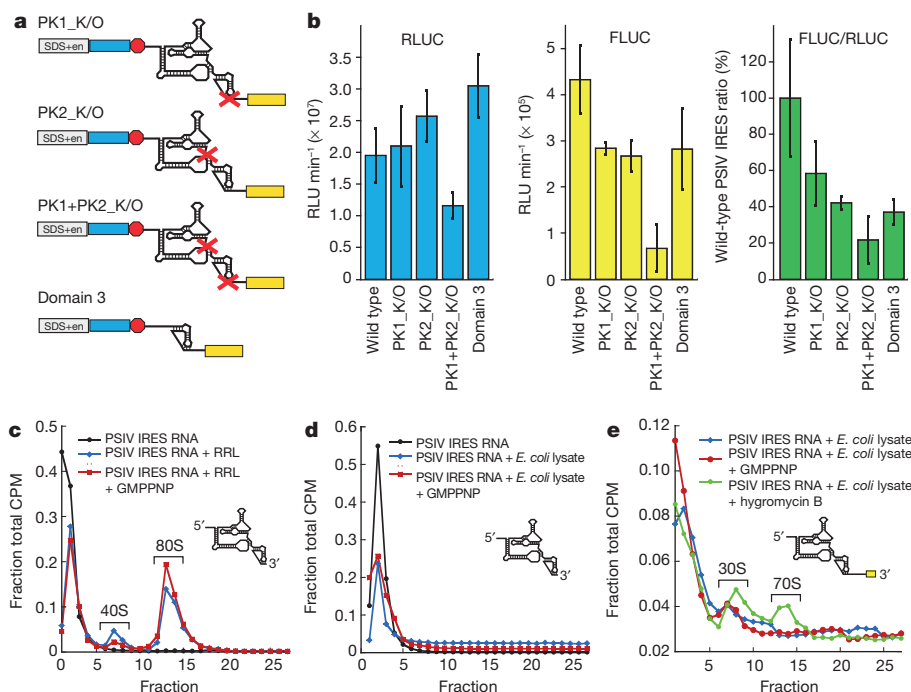 a
PK1_K/O
SDS+en
PK2_K/O
SDS+en
PK1+PK2_K/O
SDS+en
Domain 3
SDS+en
b
RLUC
RLU min⁻¹ (× 10⁷)
3.5
3.0
2.5
2.0
1.5
1.0
0.5
0
Wild type
PK1_K/O
PK2_K/O
PK1+PK2_K/O
Domain 3
FLUC
RLU min⁻¹ (× 10⁵)
5
4
3
2
1
0
Wild type
PK1_K/O
PK2_K/O
PK1+PK2_K/O
Domain 3
FLUC/RLUC
Wild-type PSIV IRES ratio (%)
120
100
80
60
40
20
0
Wild type
PK1_K/O
PK2_K/O
PK1+PK2_K/O
Domain 3
c
Fraction total CPM
0.5
0.4
0.3
0.2
0.1
0
PSIV IRES RNA
PSIV IRES RNA + RRL
PSIV IRES RNA + RRL
+ GMPPNP
5′
3′
80S
40S
0
5
10
15
20
25
Fraction
d
Fraction total CPM
0.6
0.5
0.4
0.3
0.2
0.1
0
PSIV IRES RNA
PSIV IRES RNA + E. coli lysate
PSIV IRES RNA + E. coli lysate
+ GMPPNP
5′
3′
1
5
10
15
20
25
Fraction
e
Fraction total CPM
0.12
0.10
0.08
0.06
0.04
0.02
PSIV IRES RNA + E. coli lysate
PSIV IRES RNA + E. coli lysate
+ GMPPNP
PSIV IRES RNA + E. coli lysate
+ hygromycin B
5′
3′
30S
70S
5
10
15
20
25
Fraction